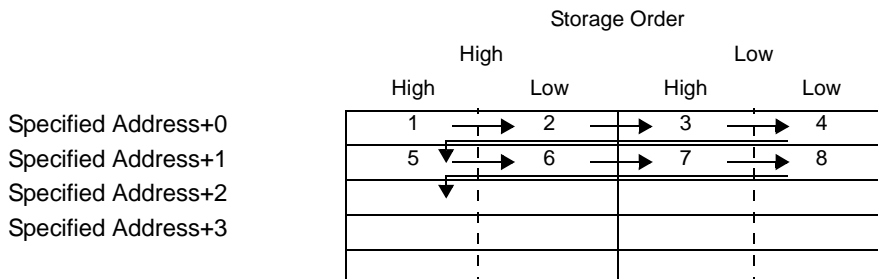 Storage Order
High Low
High Low High Low
Specified Address+0 1 2 3 4
Specified Address+1 5 6 7 8
Specified Address+2
Specified Address+3